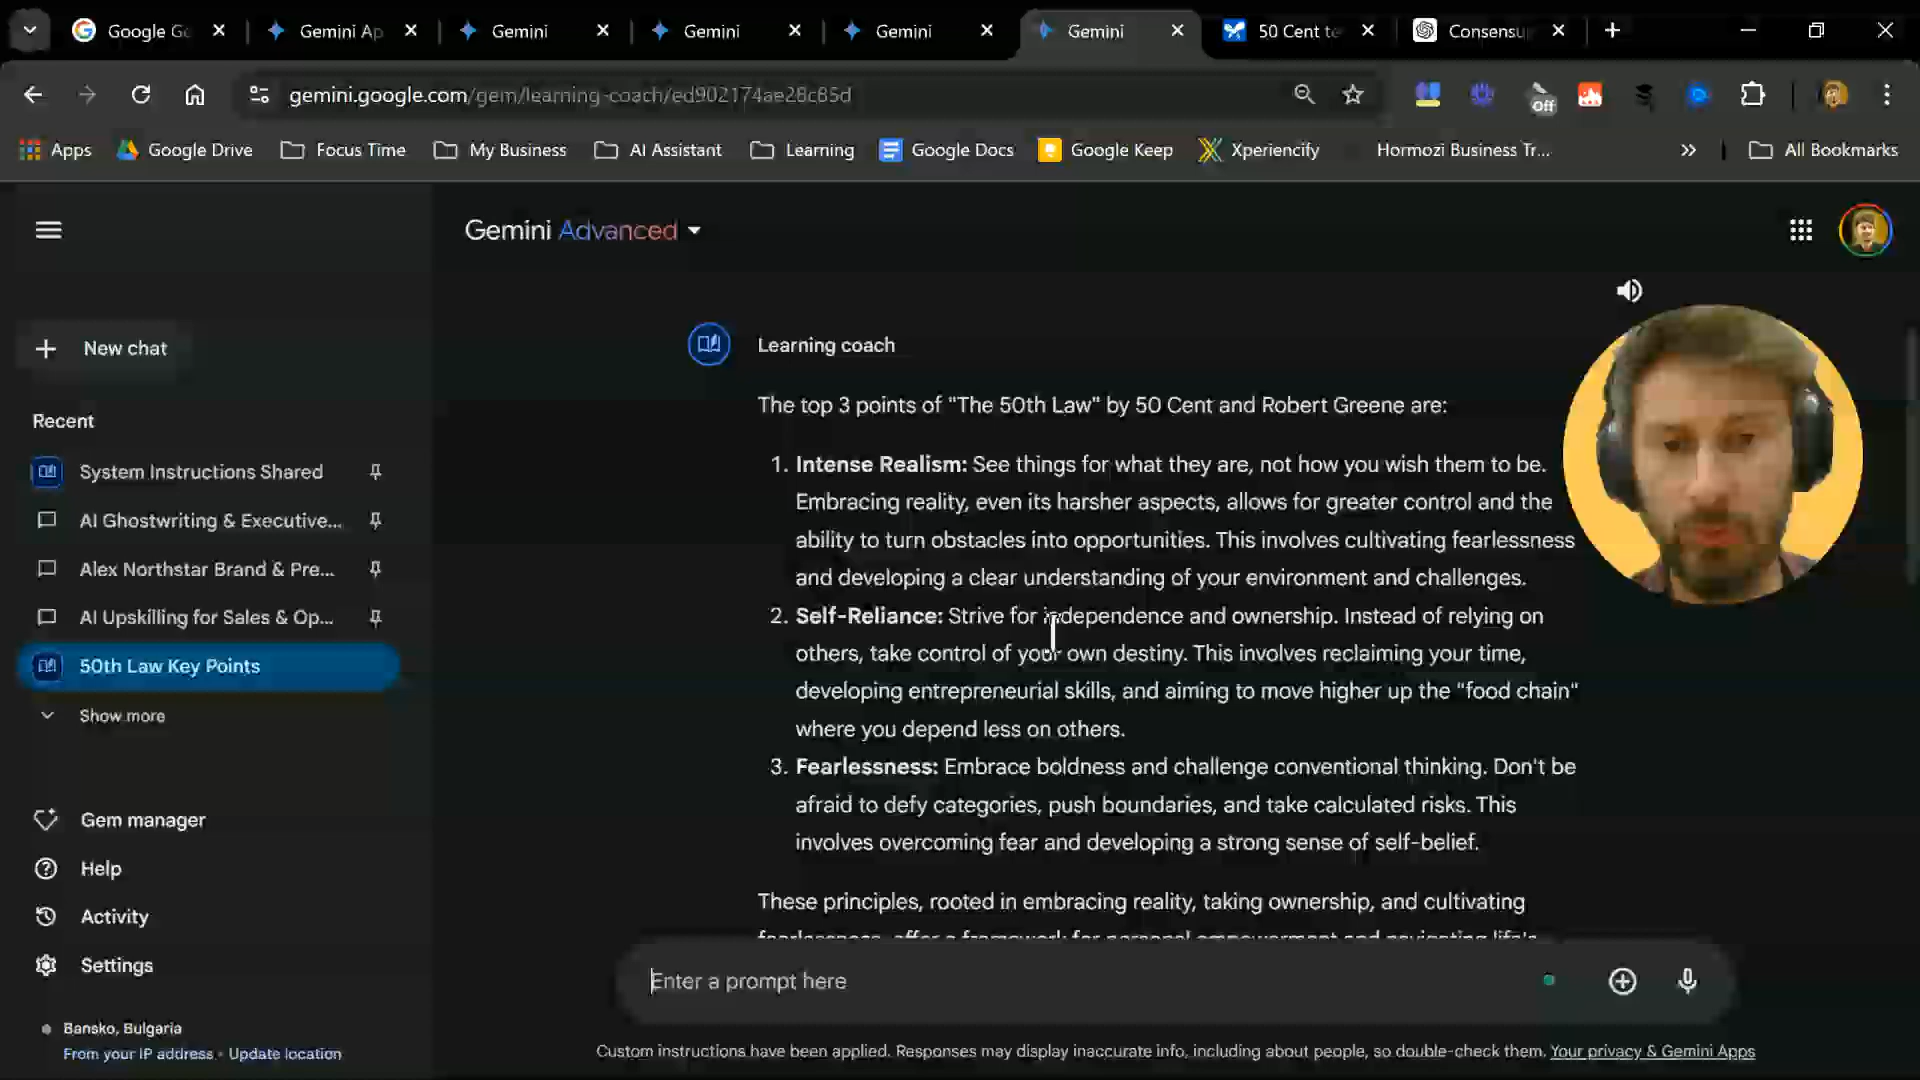 Google Ge
Gemini Ap
Gemini
Gemini
Gemini
Gemini
50 Cent te
Consensu
gemini.google.com/gem/learning-coach/ed902174ae28c85d
Off
Apps
Google Drive
Focus Time
My Business
AI Assistant
Learning
Google Docs
Google Keep
Xperiencify
Hormozi Business Tr...
All Bookmarks
Gemini Advanced
New chat
Recent
System Instructions Shared
AI Ghostwriting & Executive...
Alex Northstar Brand & Pre...
AI Upskilling for Sales & Op...
50th Law Key Points
Show more
Gem manager
Help
Activity
Settings
Bansko, Bulgaria
From your IP address · Update location
Learning coach
The top 3 points of "The 50th Law" by 50 Cent and Robert Greene are:
1. Intense Realism: See things for what they are, not how you wish them to be.
Embracing reality, even its harsher aspects, allows for greater control and the
ability to turn obstacles into opportunities. This involves cultivating fearlessness
and developing a clear understanding of your environment and challenges.
2. Self-Reliance: Strive for independence and ownership. Instead of relying on
others, take control of your own destiny. This involves reclaiming your time,
developing entrepreneurial skills, and aiming to move higher up the "food chain"
where you depend less on others.
3. Fearlessness: Embrace boldness and challenge conventional thinking. Don't be
afraid to defy categories, push boundaries, and take calculated risks. This
involves overcoming fear and developing a strong sense of self-belief.
These principles, rooted in embracing reality, taking ownership, and cultivating
fearlessness, offer a framework for personal empowerment and navigating life's
Enter a prompt here
Custom instructions have been applied. Responses may display inaccurate info, including about people, so double-check them. Your privacy & Gemini Apps